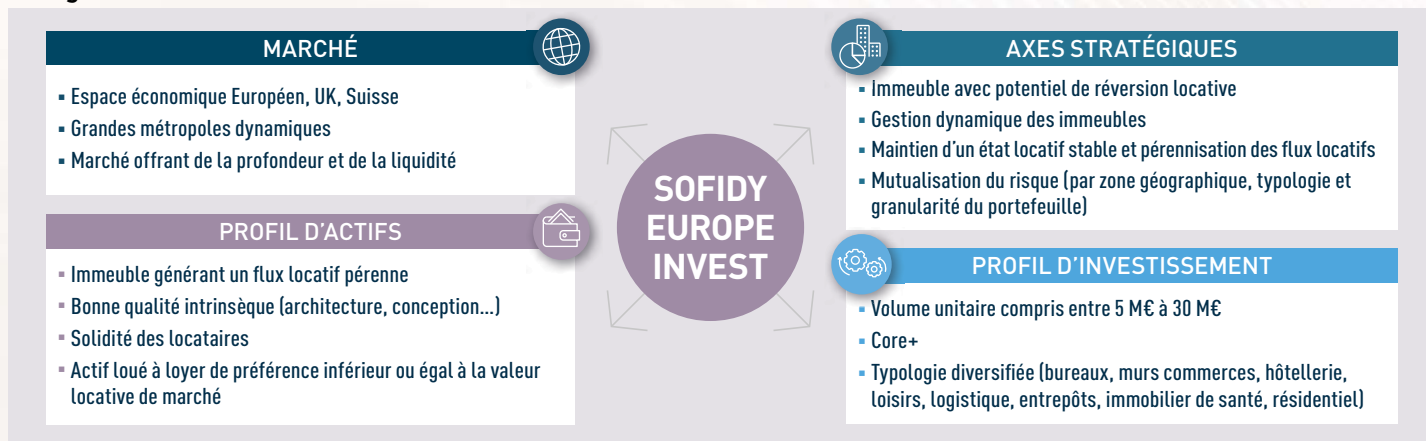 MARCHÉ
▪ Espace économique Européen, UK, Suisse
▪ Grandes métropoles dynamiques
▪ Marché offrant de la profondeur et de la liquidité
PROFIL D'ACTIFS
▪ Immeuble générant un flux locatif pérenne
▪ Bonne qualité intrinsèque (architecture, conception...)
▪ Solidité des locataires
▪ Actif loué à loyer de préférence inférieur ou égal à la valeur
locative de marché
SOFIDY
EUROPE
INVEST
AXES STRATÉGIQUES
▪ Immeuble avec potentiel de réversion locative
▪ Gestion dynamique des immeubles
▪ Maintien d'un état locatif stable et pérennisation des flux locatifs
▪ Mutualisation du risque (par zone géographique, typologie et
granularité du portefeuille)
PROFIL D'INVESTISSEMENT
▪ Volume unitaire compris entre 5 M€ à 30 M€
▪ Core+
▪ Typologie diversifiée (bureaux, murs commerces, hôtellerie,
loisirs, logistique, entrepôts, immobilier de santé, résidentiel)